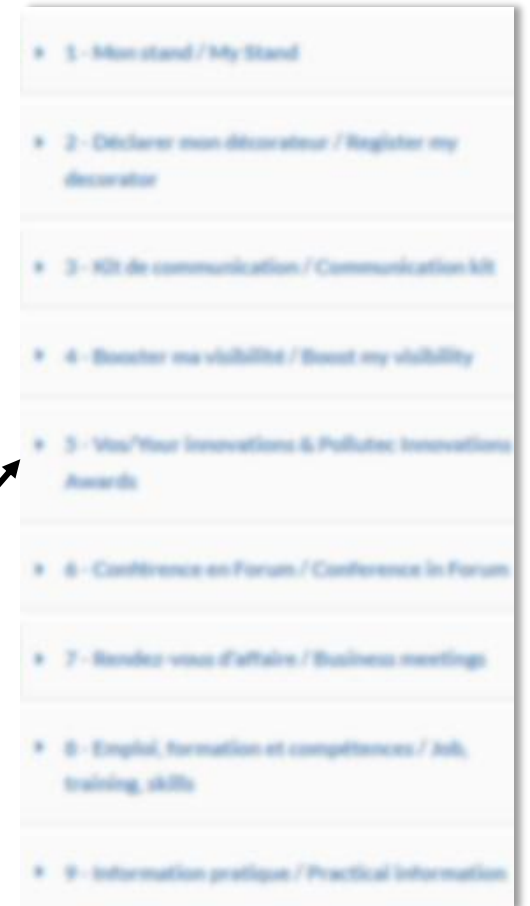 1 - Mon stand / My Stand
2 - Déclarer mon décorateur / Register my
decorator
3 - Kit de communication / Communication kit
4 - Booster ma visibilité / Boost my visibility
5 - Vos/Your innovations & Pollutec Innovations
Awards
6 - Conférence en Forum / Conference in Forum
7 - Rendez-vous d'affaire / Business meetings
8 - Emploi, formation et compétences / Job,
training, skills
9 - Information pratique / Practical information